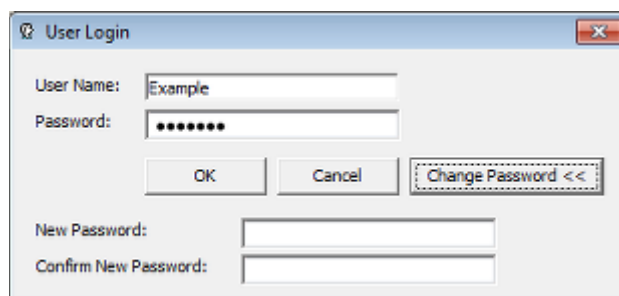 User Login
User Name: Example
Password: •••••••
OK Cancel Change Password <<
New Password:
Confirm New Password: